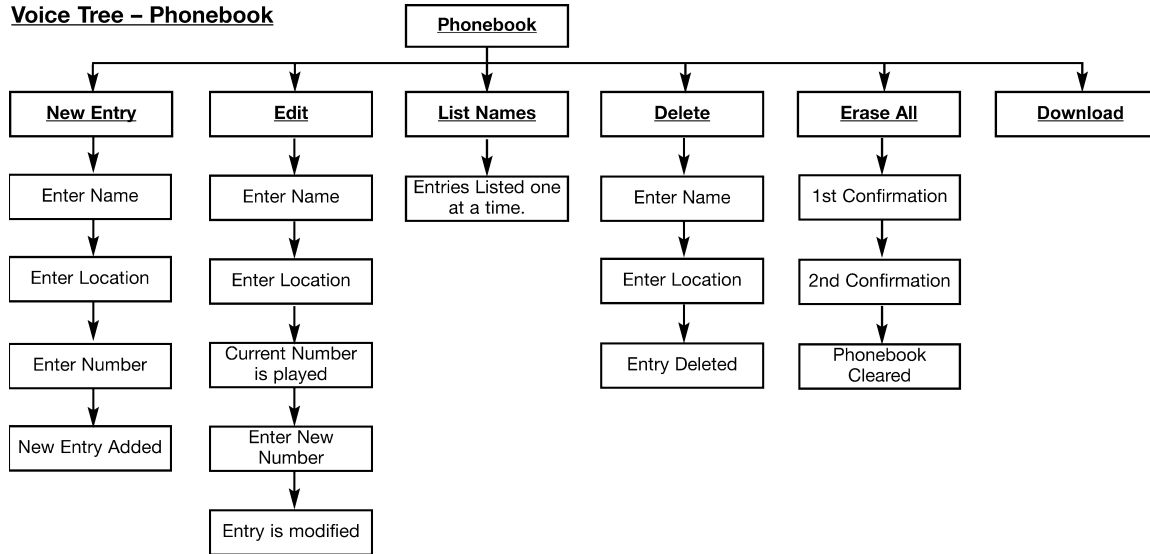 Voice Tree – Phonebook
Phonebook
New Entry
Edit
List Names
Delete
Erase All
Download
Enter Name
Enter Name
Entries Listed one
at a time.
Enter Name
1st Confirmation
Enter Location
Enter Location
Enter Location
2nd Confirmation
Enter Number
Current Number
is played
Entry Deleted
Phonebook
Cleared
New Entry Added
Enter New
Number
Entry is modified